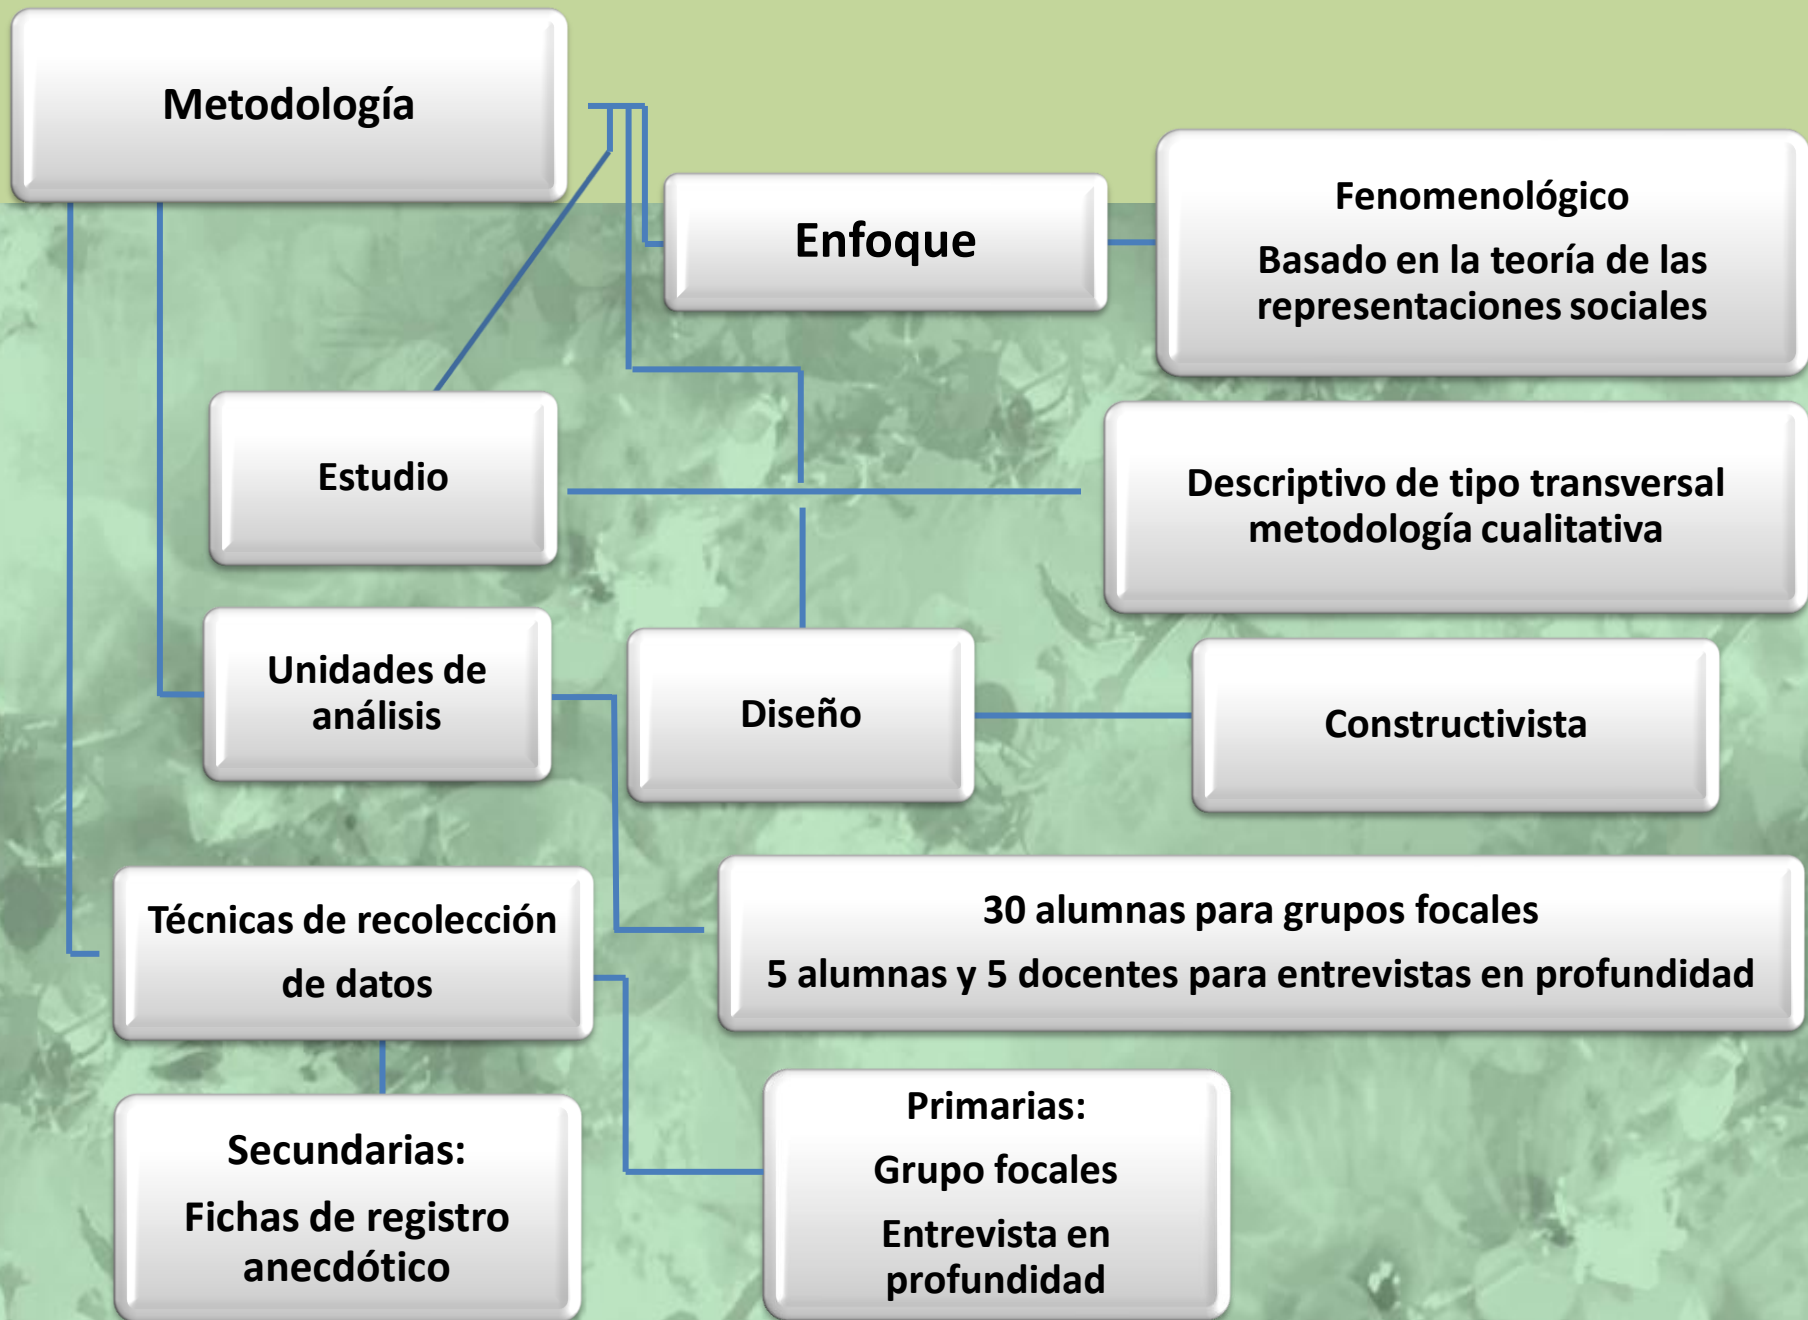 Metodología
Enfoque
Fenomenológico
Basado en la teoría de las
representaciones sociales
Estudio
Descriptivo de tipo transversal
metodología cualitativa
Unidades de
análisis
Diseño
Constructivista
Técnicas de recolección
de datos
30 alumnas para grupos focales
5 alumnas y 5 docentes para entrevistas en profundidad
Secundarias:
Fichas de registro
anecdótico
Primarias:
Grupo focales
Entrevista en
profundidad